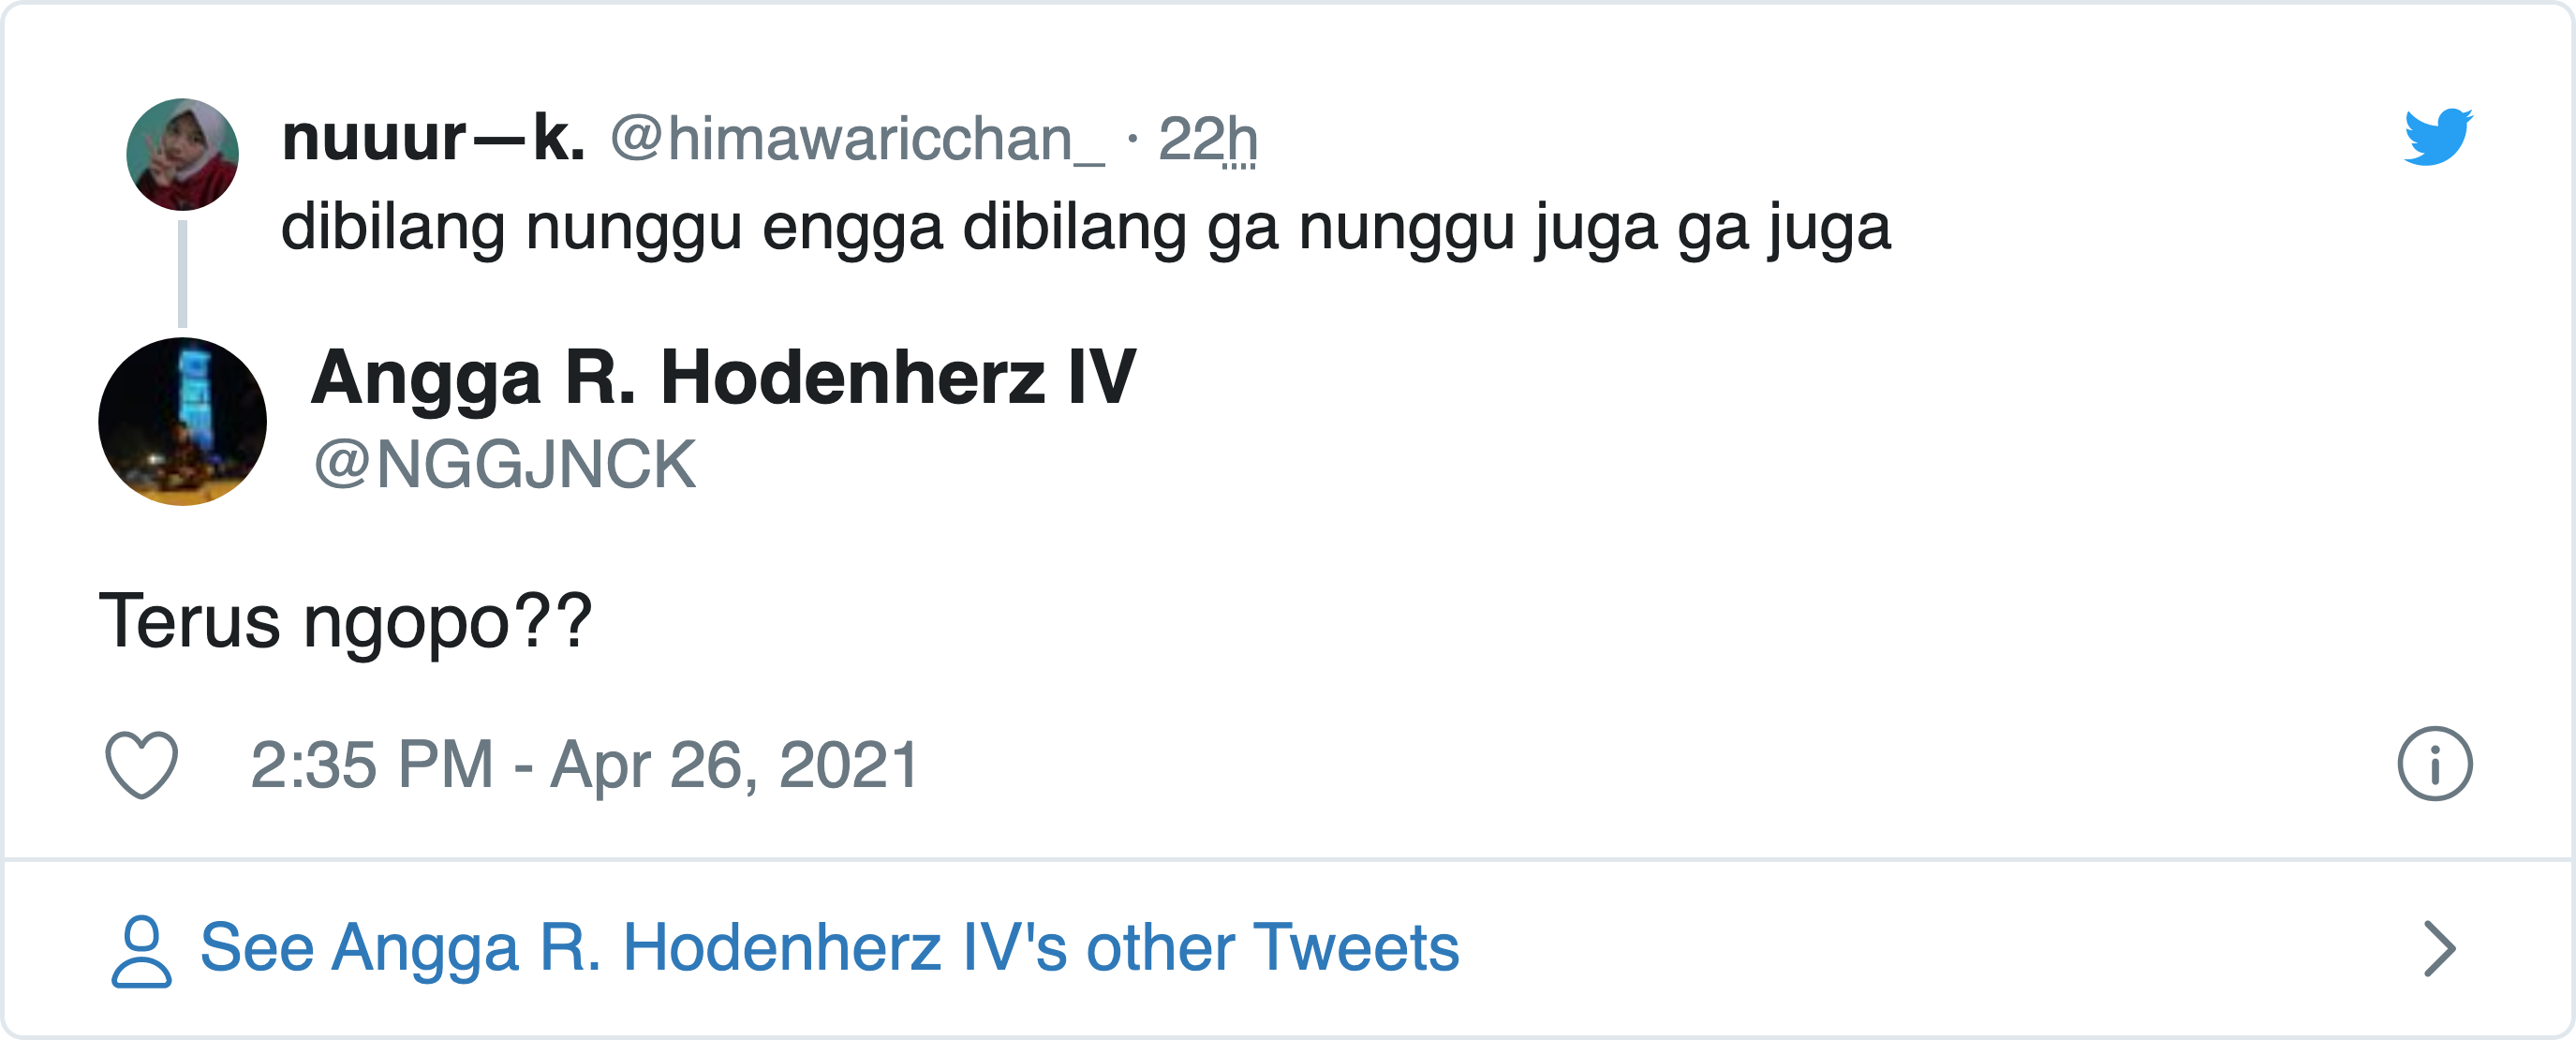 nuuur—k. @himawaricchan_ · 22h
dibilang nunggu engga dibilang ga nunggu juga ga juga
Angga R. Hodenherz IV
@NGGJNCK
Terus ngopo??
2:35 PM - Apr 26, 2021
See Angga R. Hodenherz IV's other Tweets